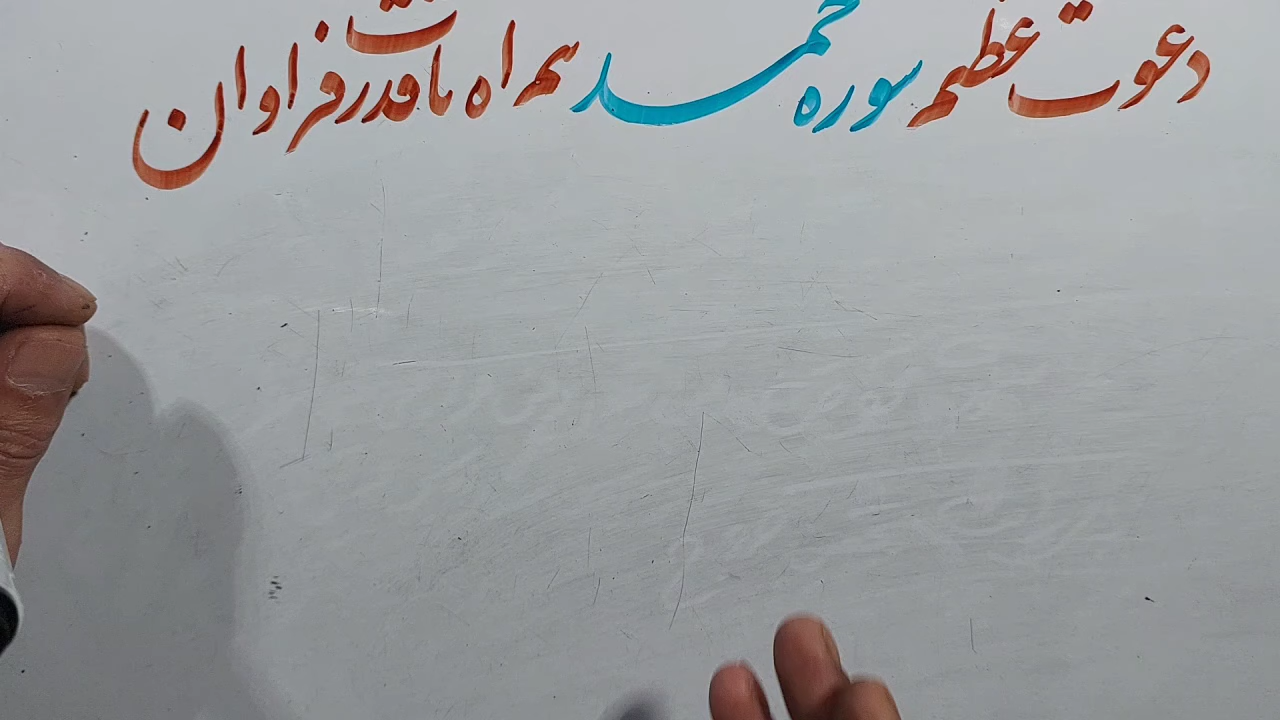 دعوت عظیم سوره حمد همراه با قدرت فراوان